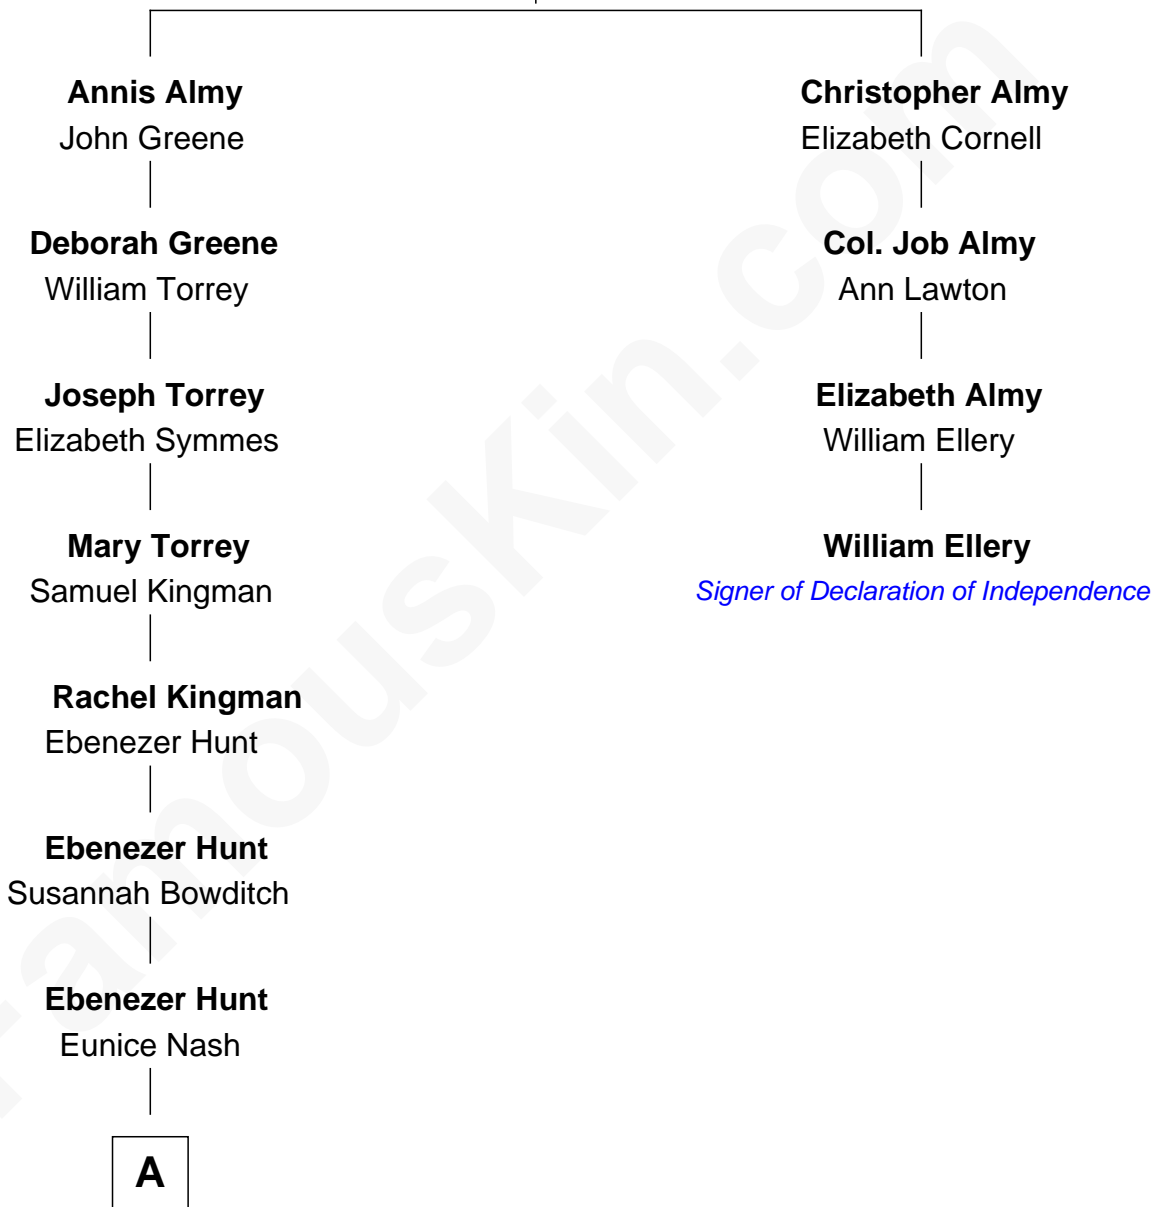 Annis Almy
John Greene
Christopher Almy
Elizabeth Cornell
Deborah Greene
William Torrey
Col. Job Almy
Ann Lawton
Joseph Torrey
Elizabeth Symmes
Elizabeth Almy
William Ellery
Mary Torrey
Samuel Kingman
William Ellery
Signer of Declaration of Independence
Rachel Kingman
Ebenezer Hunt
Ebenezer Hunt
Susannah Bowditch
Ebenezer Hunt
Eunice Nash
A
FamousKin.com